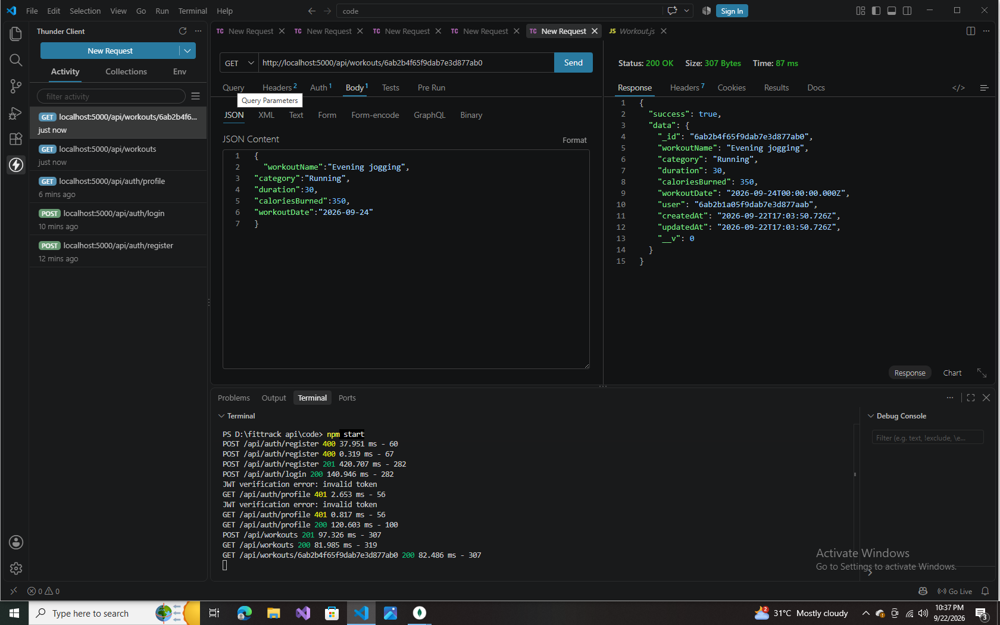 File Edit Selection View Go Run Terminal Help
code
Sign In
Thunder Client
New Request
Activity Collections Env
filter activity
GET localhost:5000/api/workouts/6ab2b4f6...
just now
GET localhost:5000/api/workouts
just now
GET localhost:5000/api/auth/profile
6 mins ago
POST localhost:5000/api/auth/login
10 mins ago
POST localhost:5000/api/auth/register
12 mins ago
TC New Request TC New Request TC New Request TC New Request TC New Request JS Workout.js
GET http://localhost:5000/api/workouts/6ab2b4f65f9dab7e3d877ab0 Send
Query Headers 2 Auth 1 Body 1 Tests Pre Run
Query Parameters
JSON XML Text Form Form-encode GraphQL Binary
JSON Content Format
1 {
2 "workoutName":"Evening jogging",
3 "category":"Running",
4 "duration":30,
5 "caloriesBurned":350,
6 "workoutDate":"2026-09-24"
7 }
Status: 200 OK Size: 307 Bytes Time: 87 ms
Response Headers 7 Cookies Results Docs
1 {
2 "success": true,
3 "data": {
4 "_id": "6ab2b4f65f9dab7e3d877ab0",
5 "workoutName": "Evening jogging",
6 "category": "Running",
7 "duration": 30,
8 "caloriesBurned": 350,
9 "workoutDate": "2026-09-24T00:00:00.000Z",
10 "user": "6ab2b1a05f9dab7e3d877aab",
11 "createdAt": "2026-09-22T17:03:50.726Z",
12 "updatedAt": "2026-09-22T17:03:50.726Z",
13 "__v": 0
14 }
15 }
Response Chart
Problems Output Terminal Ports
Terminal
PS D:\fittrack api\code> npm start
POST /api/auth/register 400 37.951 ms - 60
POST /api/auth/register 400 0.319 ms - 67
POST /api/auth/register 201 420.707 ms - 282
POST /api/auth/login 200 140.946 ms - 282
JWT verification error: invalid token
GET /api/auth/profile 401 2.653 ms - 56
JWT verification error: invalid token
GET /api/auth/profile 401 0.817 ms - 56
GET /api/auth/profile 200 120.603 ms - 100
POST /api/workouts 201 97.326 ms - 307
GET /api/workouts 200 81.985 ms - 319
GET /api/workouts/6ab2b4f65f9dab7e3d877ab0 200 82.486 ms - 307
Debug Console
Filter (e.g. text, !exclude, \e...
Activate Windows
Go to Settings to activate Windows.
0 0
Go Live
Type here to search
2
31°C Mostly cloudy
10:37 PM
9/22/2026
3